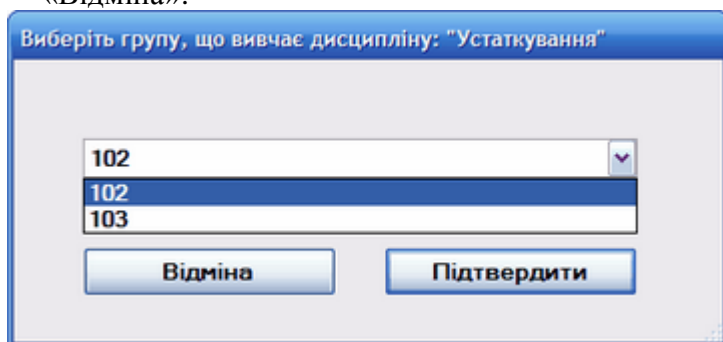 «Відміна».
Виберіть групу, що вивчає дисципліну: "Устаткування"
102
102
103
Відміна Підтвердити